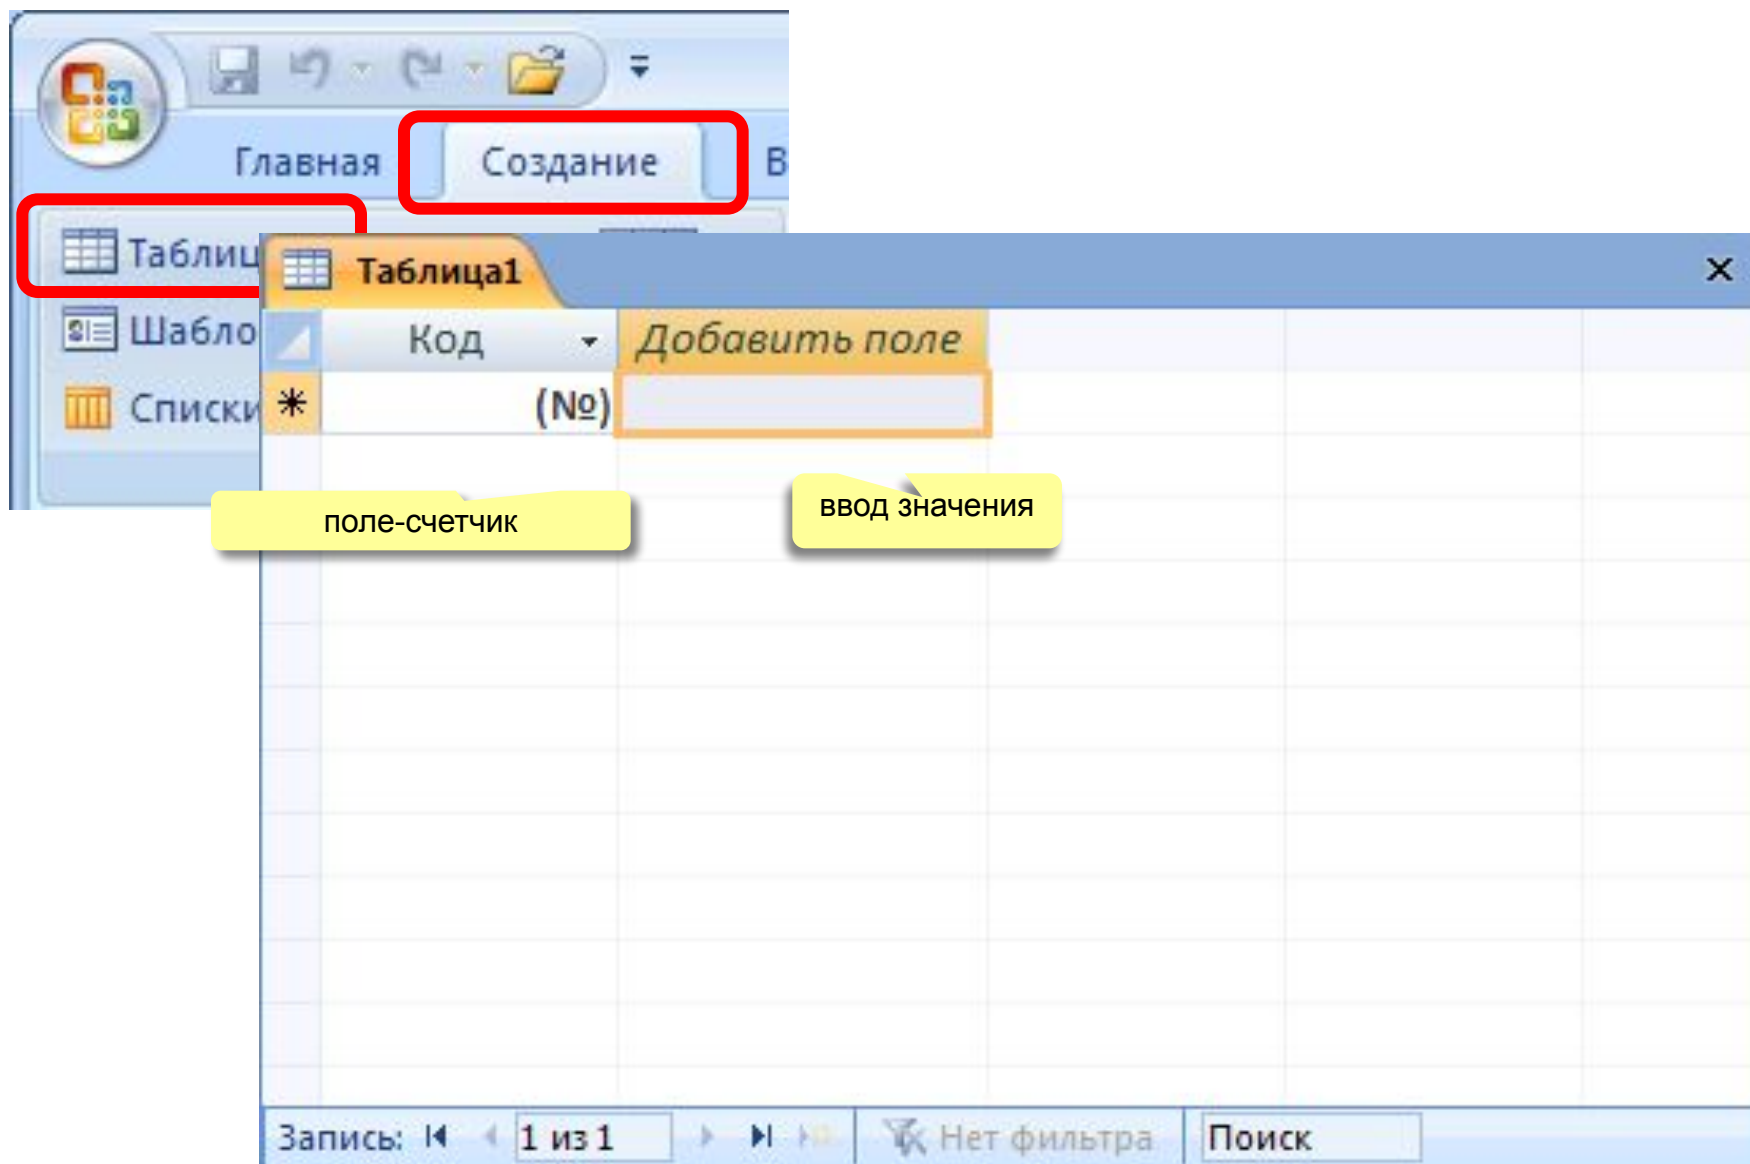 Главная Создание В
Таблиц
Шабло
Списки
Таблица1
Код Добавить поле
(№)
поле-счетчик
ввод значения
Запись: 1 из 1 Нет фильтра Поиск